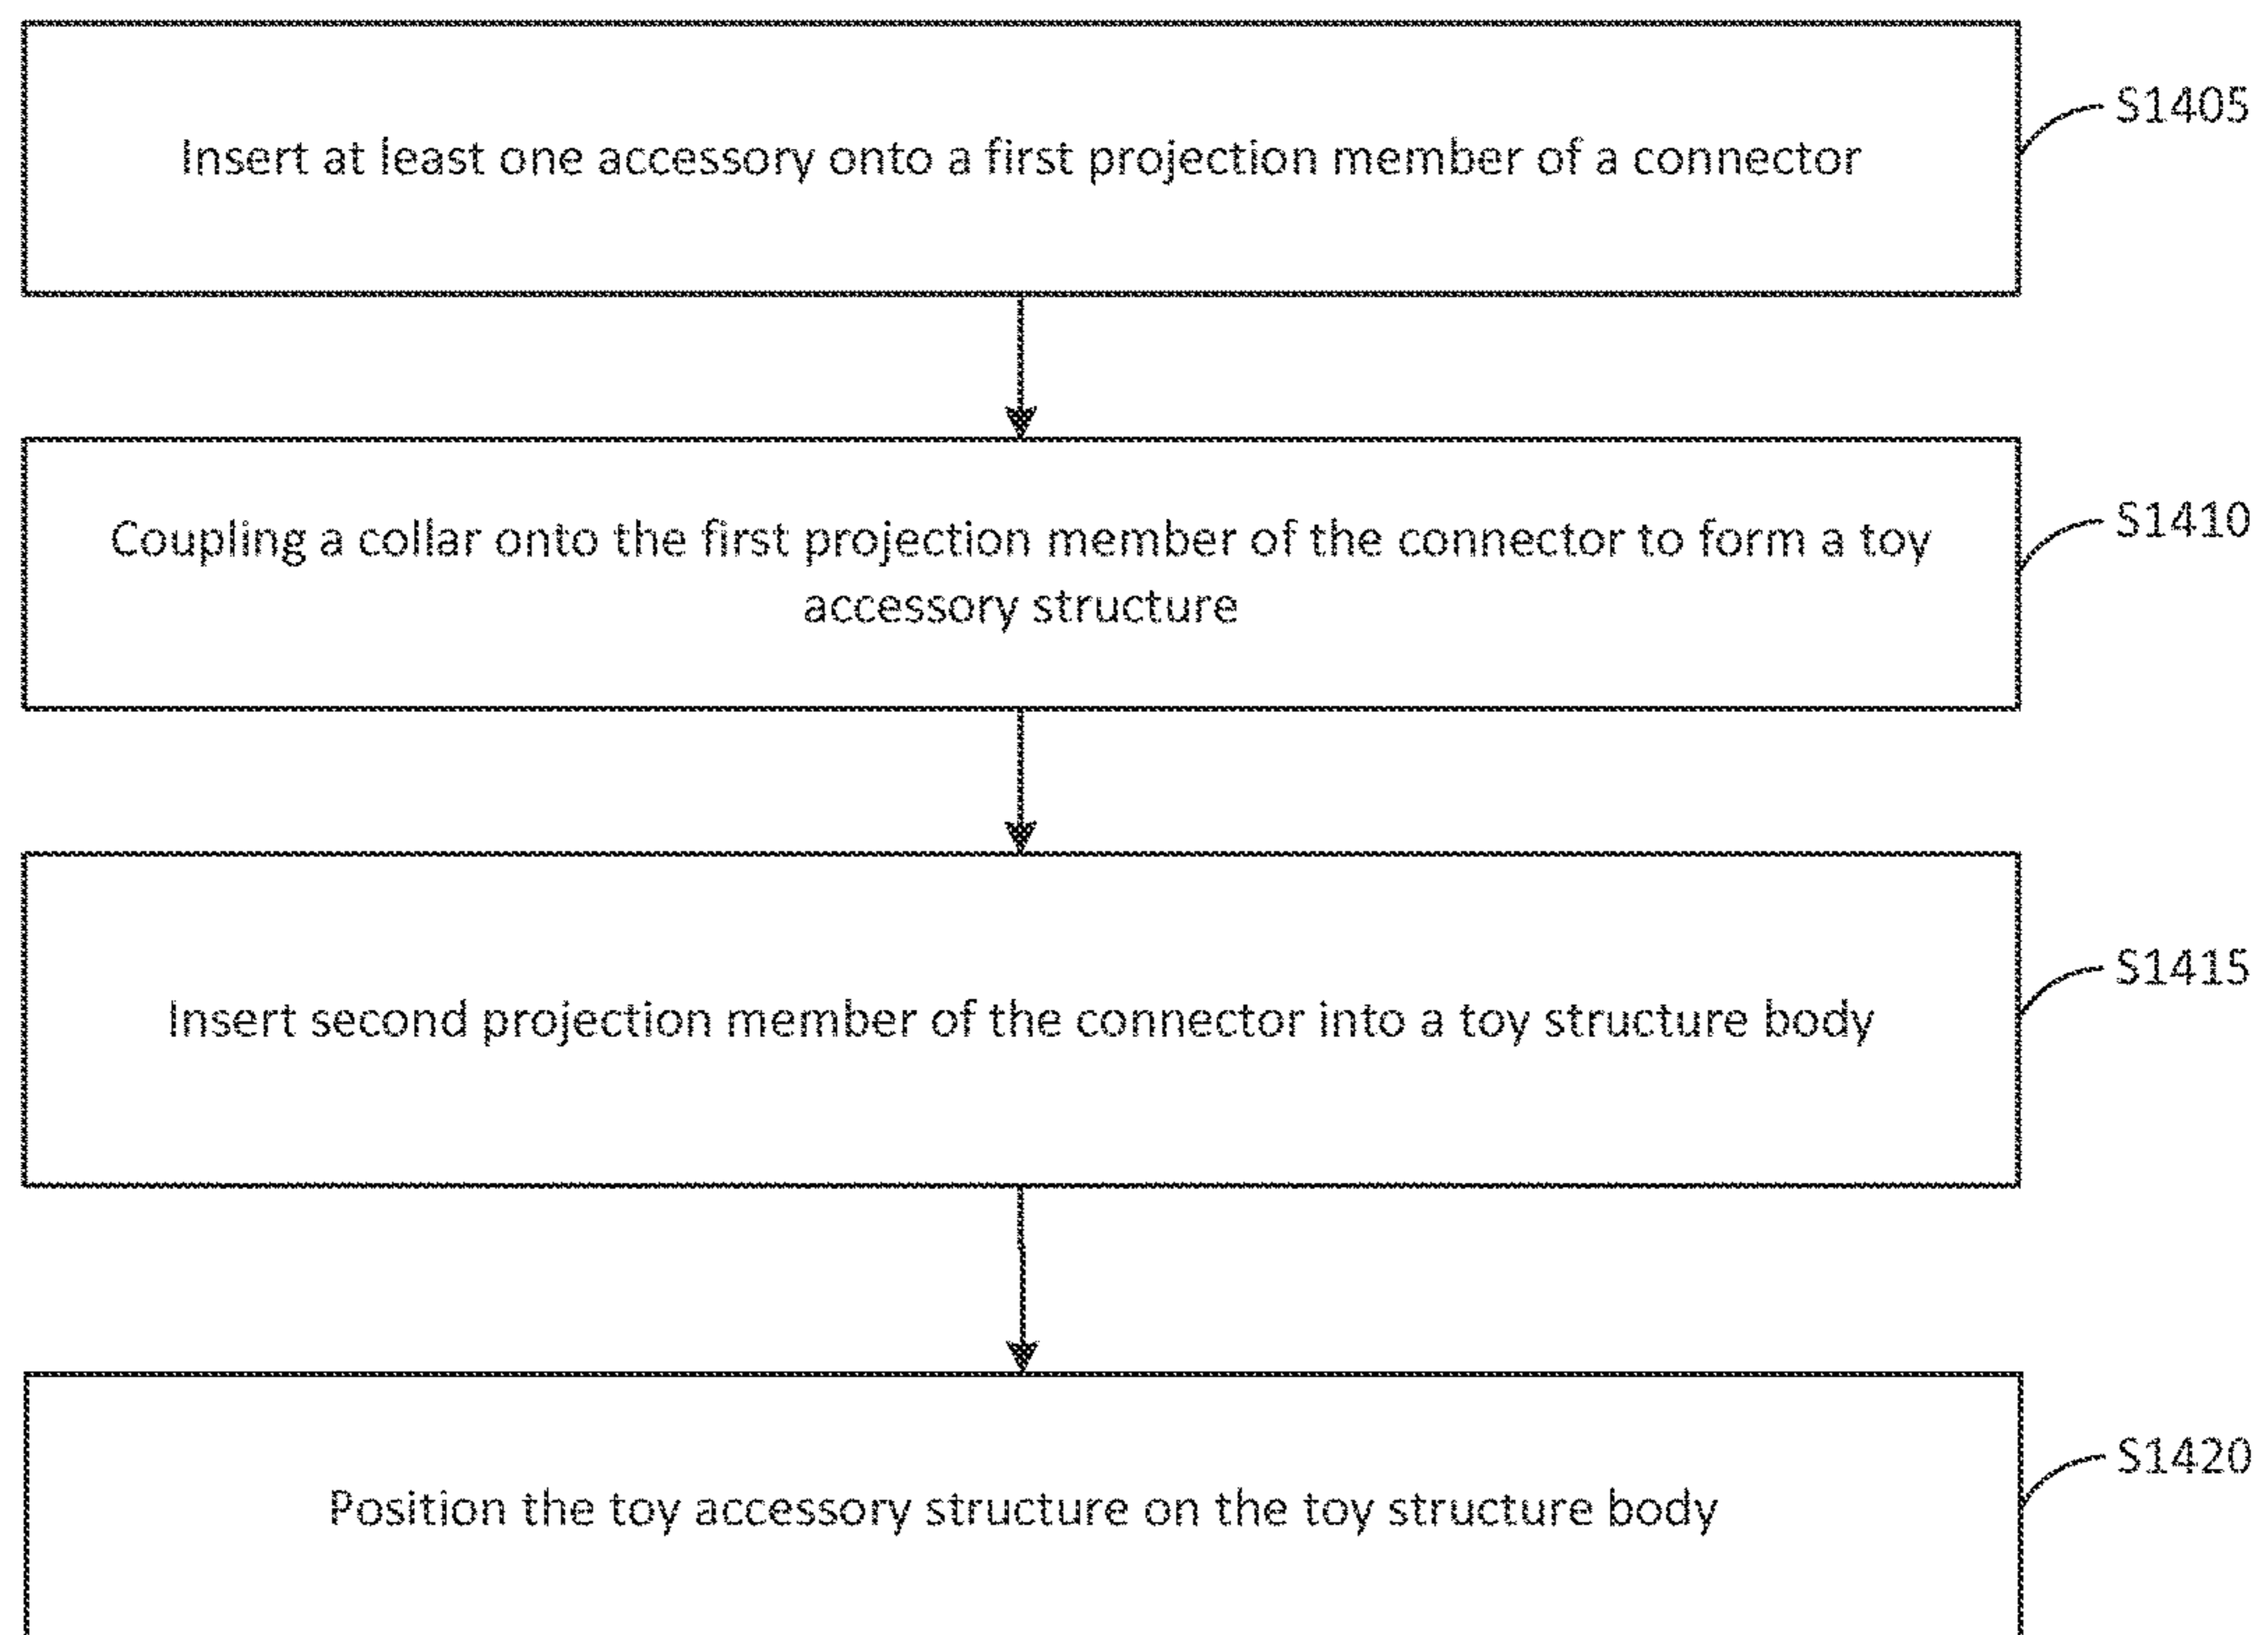 Insert at least one accessory onto a first projection member of a connector
S1405
Coupling a collar onto the first projection member of the connector to form a toy
accessory structure
S1410
Insert second projection member of the connector into a toy structure body
S1415
Position the toy accessory structure on the toy structure body
S1420